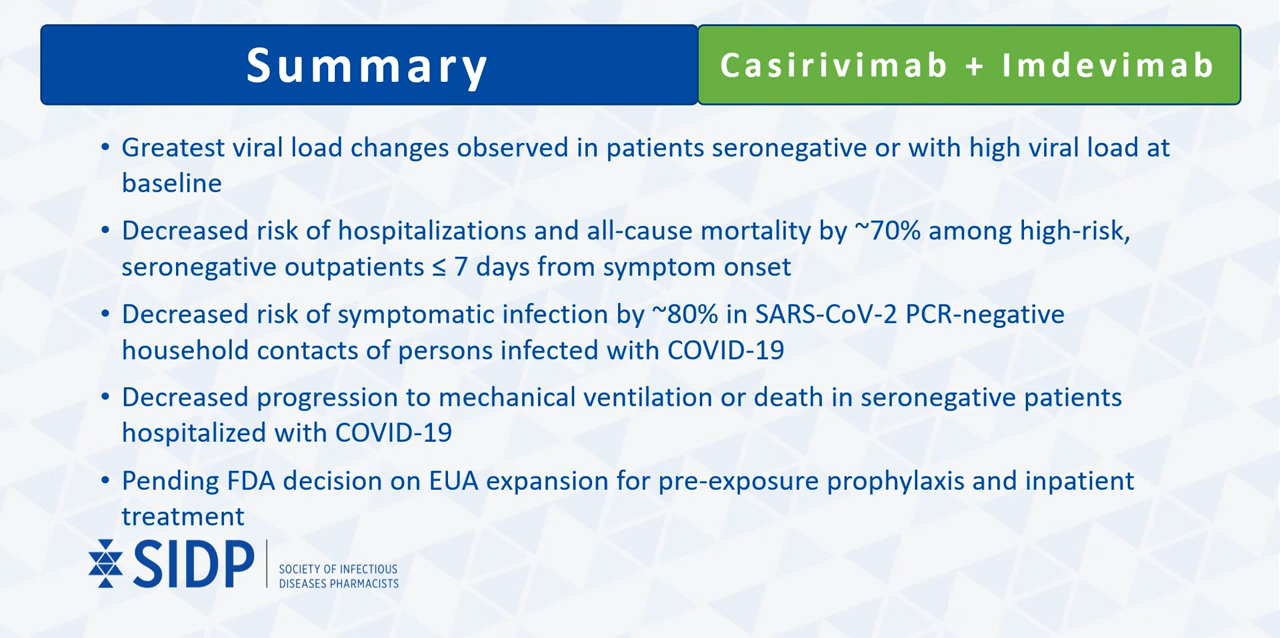 Summary
Casirivimab + Imdevimab
• Greatest viral load changes observed in patients seronegative or with high viral load at
baseline
• Decreased risk of hospitalizations and all-cause mortality by ~70% among high-risk,
seronegative outpatients ≤ 7 days from symptom onset
• Decreased risk of symptomatic infection by ~80% in SARS-CoV-2 PCR-negative
household contacts of persons infected with COVID-19
• Decreased progression to mechanical ventilation or death in seronegative patients
hospitalized with COVID-19
• Pending FDA decision on EUA expansion for pre-exposure prophylaxis and inpatient
treatment
SIDP
SOCIETY OF INFECTIOUS
DISEASES PHARMACISTS